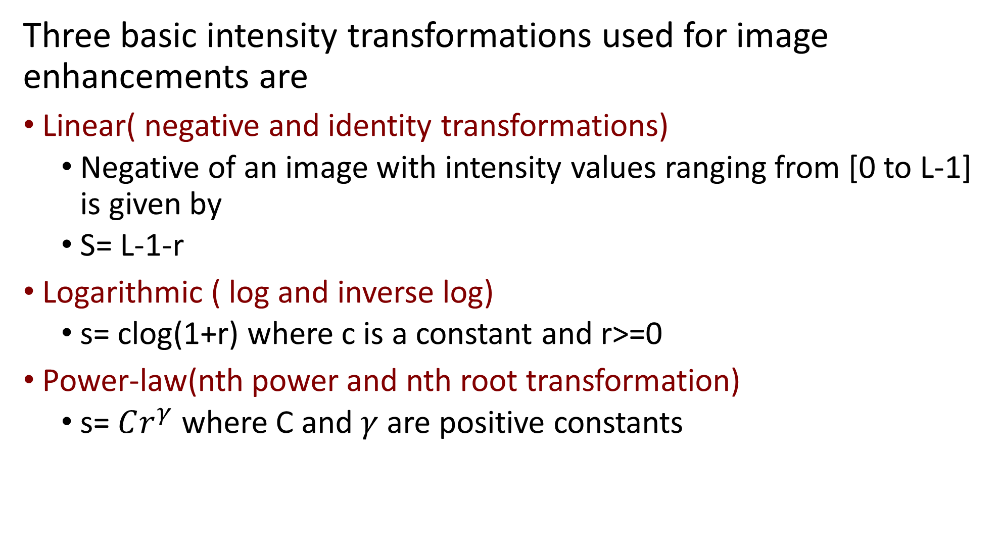 Three basic intensity transformations used for image
enhancements are
• Linear( negative and identity transformations)
• Negative of an image with intensity values ranging from [0 to L-1]
is given by
• S= L-1-r
• Logarithmic ( log and inverse log)
• s= clog(1+r) where c is a constant and r>=0
• Power-law(nth power and nth root transformation)
• s= 𝐶𝑟^𝛾 where C and 𝛾 are positive constants